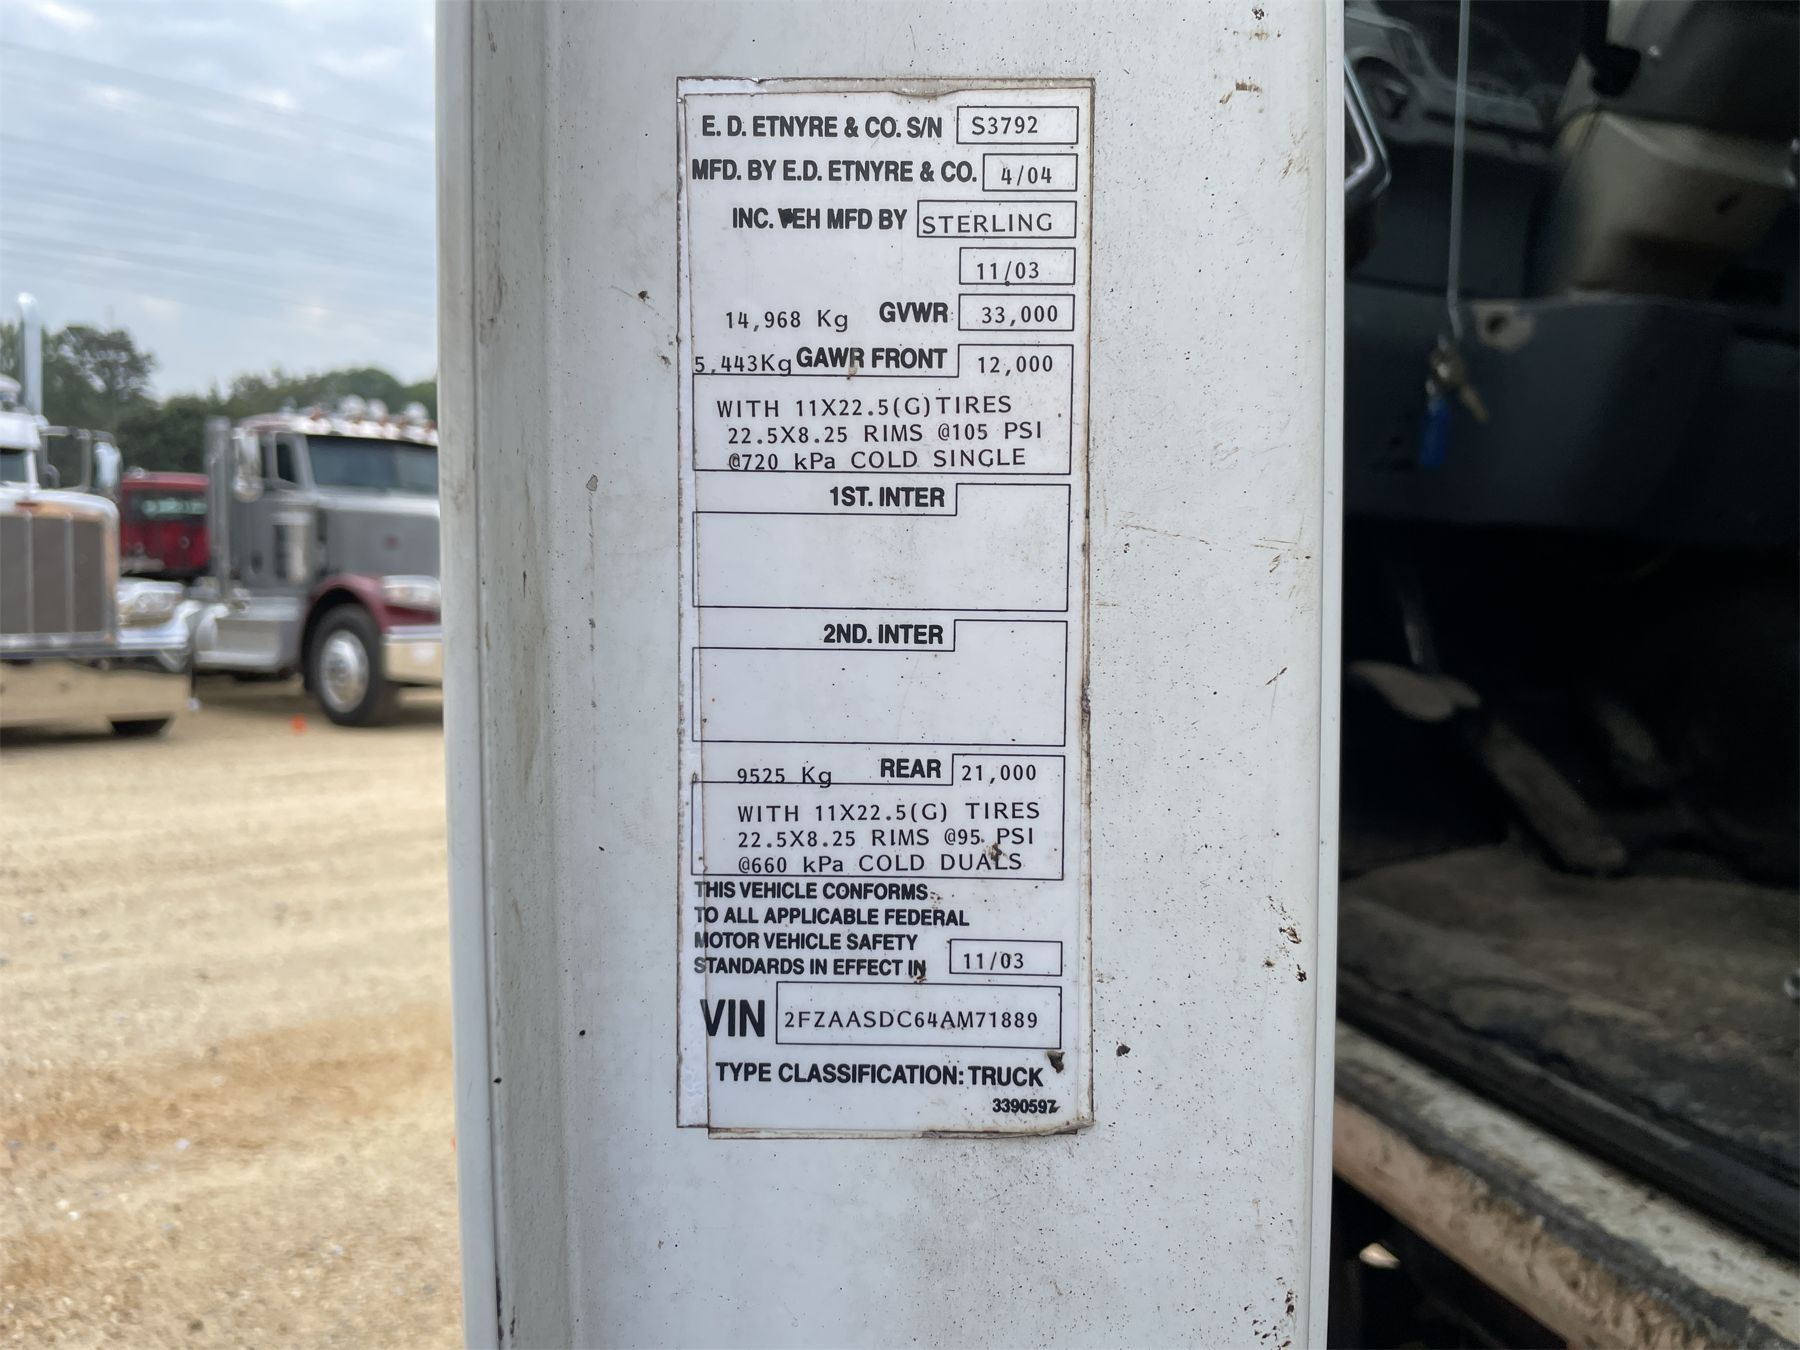 E. D. ETNYRE & CO. S/N S3792
MFD. BY E.D. ETNYRE & CO. 4/04
INC. VEH MFD BY STERLING
11/03
14,968 Kg GVWR 33,000
5,443Kg GAWR FRONT 12,000
WITH 11X22.5(G)TIRES
22.5X8.25 RIMS @105 PSI
@720 kPa COLD SINGLE
1ST. INTER
2ND. INTER
9525 Kg REAR 21,000
WITH 11X22.5(G) TIRES
22.5X8.25 RIMS @95 PSI
@660 kPa COLD DUALS
THIS VEHICLE CONFORMS
TO ALL APPLICABLE FEDERAL
MOTOR VEHICLE SAFETY
STANDARDS IN EFFECT IN 11/03
VIN 2FZAASDC64AM71889
TYPE CLASSIFICATION: TRUCK
3390597